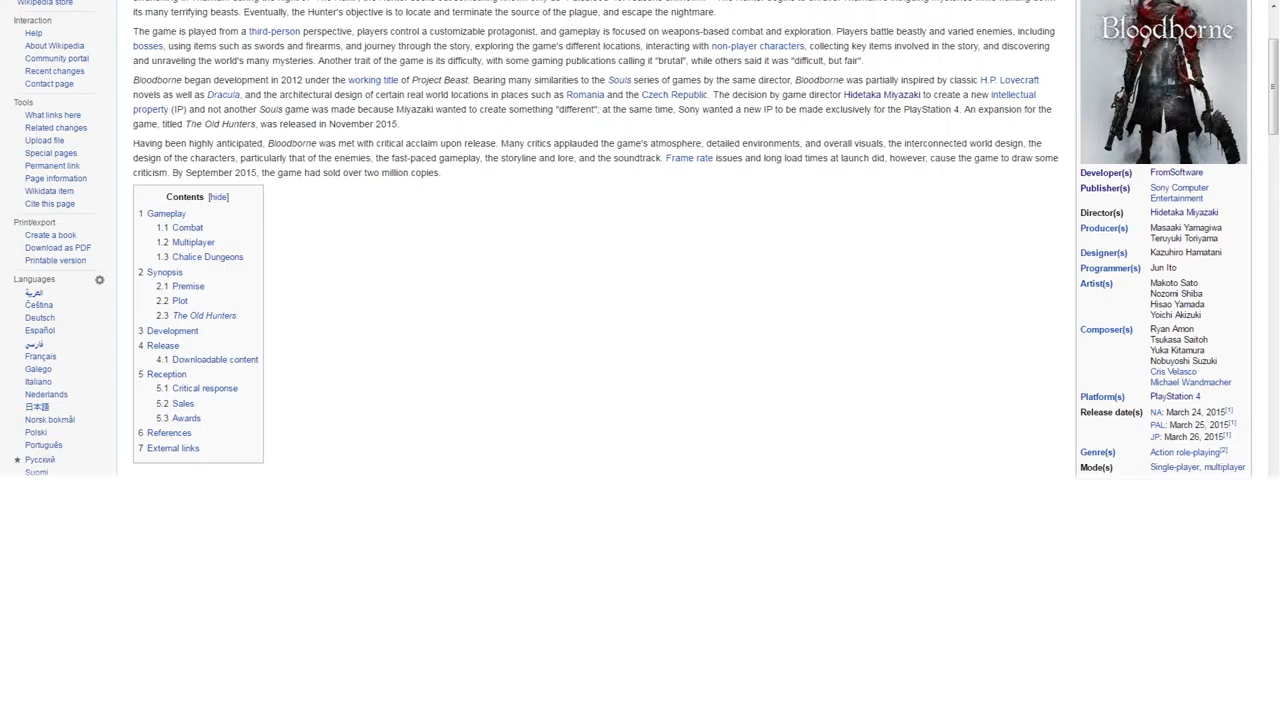 Wikipedia store
Interaction
Help
About Wikipedia
Community portal
Recent changes
Contact page
Tools
What links here
Related changes
Upload file
Special pages
Permanent link
Page information
Wikidata item
Cite this page
Print/export
Create a book
Download as PDF
Printable version
Languages
العربية
Čeština
Deutsch
Español
فارسی
Français
Galego
Italiano
Nederlands
日本語
Norsk bokmål
Polski
Português
Русский
Suomi
its many terrifying beasts. Eventually, the Hunter's objective is to locate and terminate the source of the plague, and escape the nightmare.
The game is played from a third-person perspective, players control a customizable protagonist, and gameplay is focused on weapons-based combat and exploration. Players battle beastly and varied enemies, including
bosses, using items such as swords and firearms, and journey through the story, exploring the game's different locations, interacting with non-player characters, collecting key items involved in the story, and discovering
and unraveling the world's many mysteries. Another trait of the game is its difficulty, with some gaming publications calling it "brutal", while others said it was "difficult, but fair".
Bloodborne began development in 2012 under the working title of Project Beast. Bearing many similarities to the Souls series of games by the same director, Bloodborne was partially inspired by classic H.P. Lovecraft
novels as well as Dracula, and the architectural design of certain real world locations in places such as Romania and the Czech Republic. The decision by game director Hidetaka Miyazaki to create a new intellectual
property (IP) and not another Souls game was made because Miyazaki wanted to create something "different"; at the same time, Sony wanted a new IP to be made exclusively for the PlayStation 4. An expansion for the
game, titled The Old Hunters, was released in November 2015.
Having been highly anticipated, Bloodborne was met with critical acclaim upon release. Many critics applauded the game's atmosphere, detailed environments, and overall visuals, the interconnected world design, the
design of the characters, particularly that of the enemies, the fast-paced gameplay, the storyline and lore, and the soundtrack. Frame rate issues and long load times at launch did, however, cause the game to draw some
criticism. By September 2015, the game had sold over two million copies.
Contents [hide]
1 Gameplay
1.1 Combat
1.2 Multiplayer
1.3 Chalice Dungeons
2 Synopsis
2.1 Premise
2.2 Plot
2.3 The Old Hunters
3 Development
4 Release
4.1 Downloadable content
5 Reception
5.1 Critical response
5.2 Sales
5.3 Awards
6 References
7 External links
Bloodborne
Developer(s) FromSoftware
Publisher(s) Sony Computer
Entertainment
Director(s) Hidetaka Miyazaki
Producer(s) Masaaki Yamagiwa
Teruyuki Toriyama
Designer(s) Kazuhiro Hamatani
Programmer(s) Jun Ito
Artist(s) Makoto Sato
Nozomi Shiba
Hisao Yamada
Yoichi Akizuki
Composer(s) Ryan Amon
Tsukasa Saitoh
Yuka Kitamura
Nobuyoshi Suzuki
Cris Velasco
Michael Wandmacher
Platform(s) PlayStation 4
Release date(s) NA: March 24, 2015[1]
PAL: March 25, 2015[1]
JP: March 26, 2015[1]
Genre(s) Action role-playing[2]
Mode(s) Single-player, multiplayer